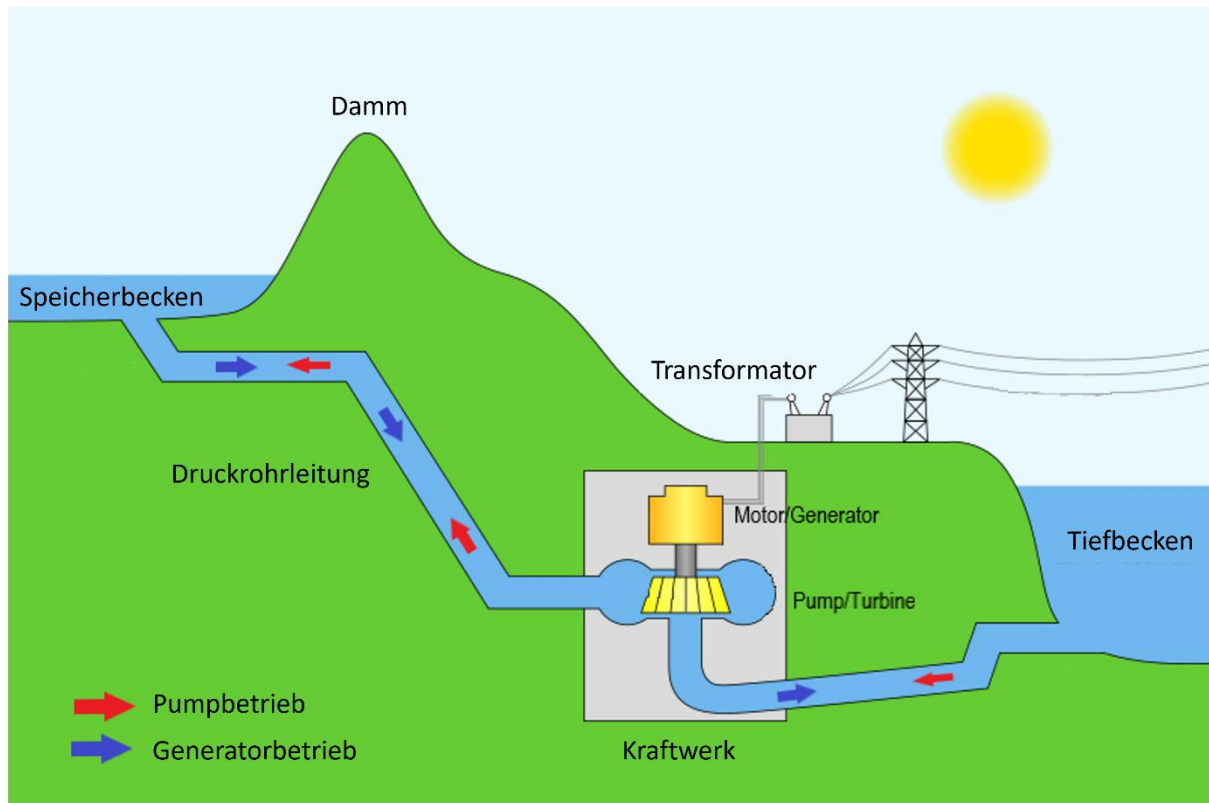 Damm
Speicherbecken
Transformator
Druckrohrleitung
Motor/Generator
Tiefbecken
Pump/Turbine
Pumpbetrieb
Generatorbetrieb
Kraftwerk